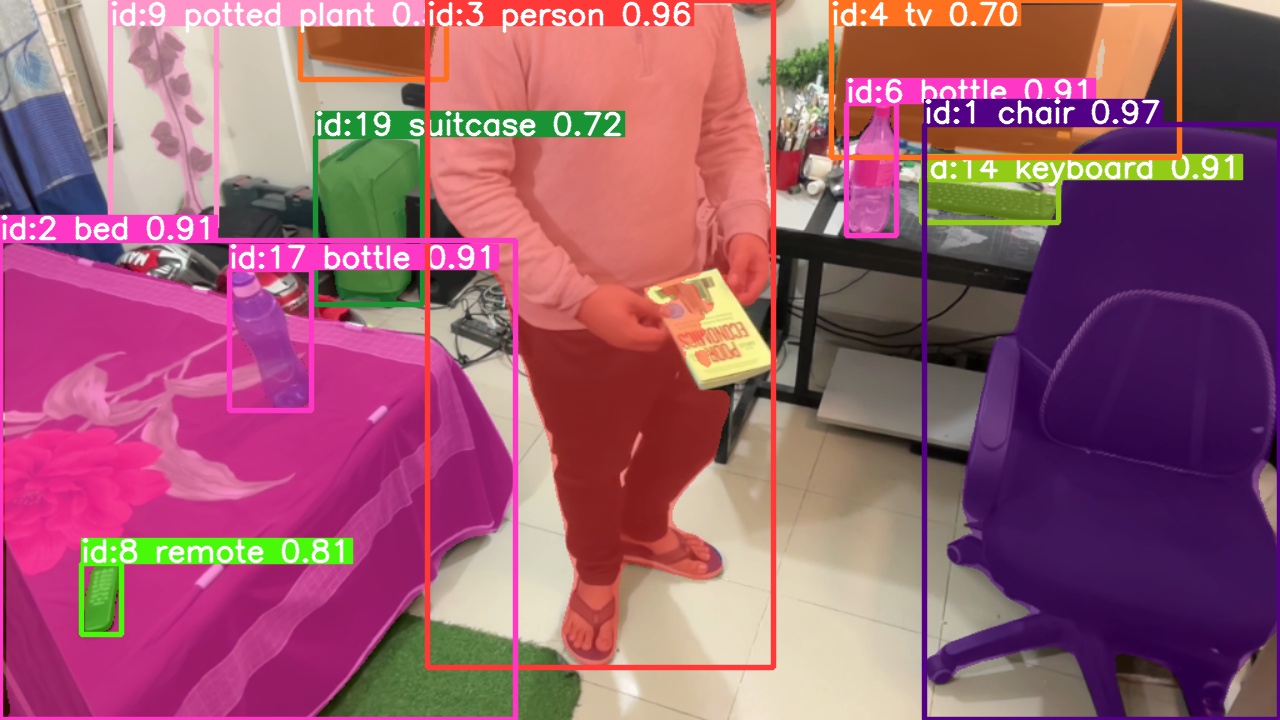 id:9 potted plant 0.
id:3 person 0.96
id:4 tv 0.70
id:6 bottle 0.91
id:1 chair 0.97
id:19 suitcase 0.72
d:14 keyboard 0.91
id:2 bed 0.91
id:17 bottle 0.91
POOR
ECONOMICS
id:8 remote 0.81